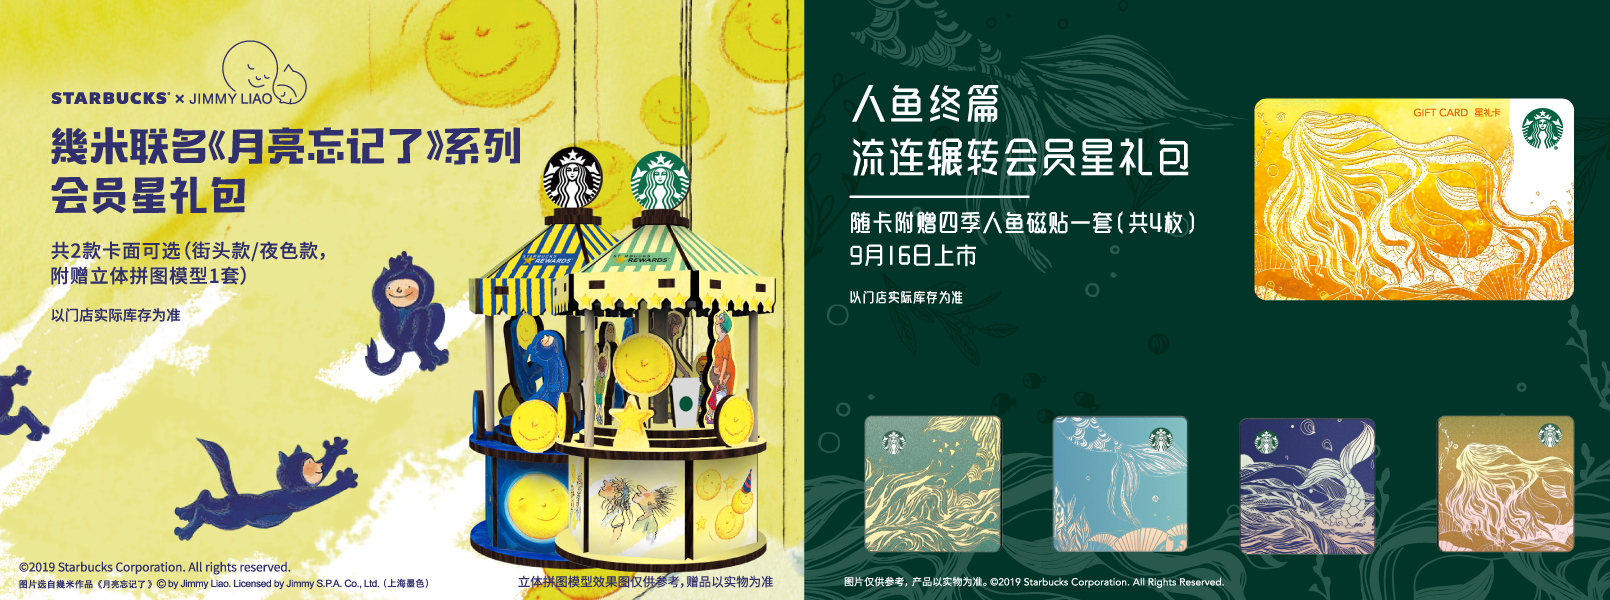 STARBUCKS® × JIMMY LIAO
幾米联名《月亮忘记了》系列
会员星礼包
共2款卡面可选(街头款/夜色款,
附赠立体拼图模型1套)
以门店实际库存为准
STARBUCKS
REWARDS
STARBUCKS
REWARDS
©2019 Starbucks Corporation. All rights reserved.
图片选自幾米作品《月亮忘记了》© by Jimmy Liao. Licensed by Jimmy S.P.A. Co., Ltd.（上海墨色）
立体拼图模型效果图仅供参考,赠品以实物为准
人鱼终篇
流连辗转会员星礼包
随卡附赠四季人鱼磁贴一套(共4枚)
9月16日上市
以门店实际库存为准
GIFT CARD 星礼卡
图片仅供参考, 产品以实物为准。©2019 Starbucks Corporation. All Rights Reserved.